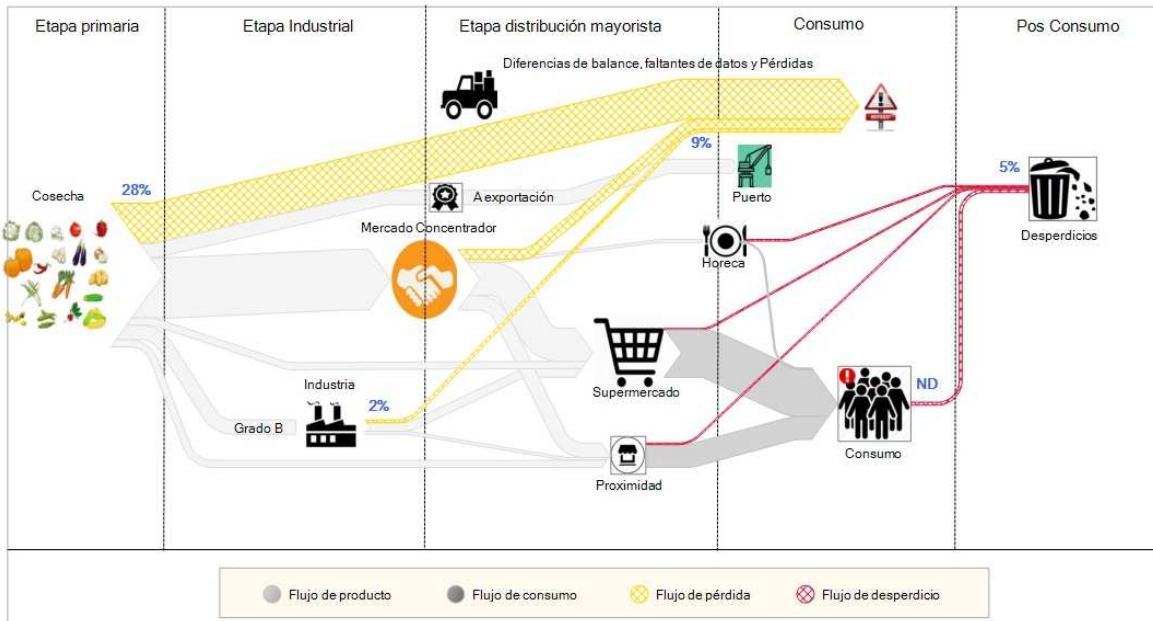 Etapa primaria
Etapa Industrial
Etapa distribución mayorista
Consumo
Pos Consumo
Diferencias de balance, faltantes de datos y Pérdidas
9%
5%
28%
Cosecha
A exportación
Puerto
Mercado Concentrador
Desperdicios
Horeca
Industria
2%
Supermercado
ND
Grado B
Consumo
Proximidad
Flujo de producto
Flujo de consumo
Flujo de pérdida
Flujo de desperdicio